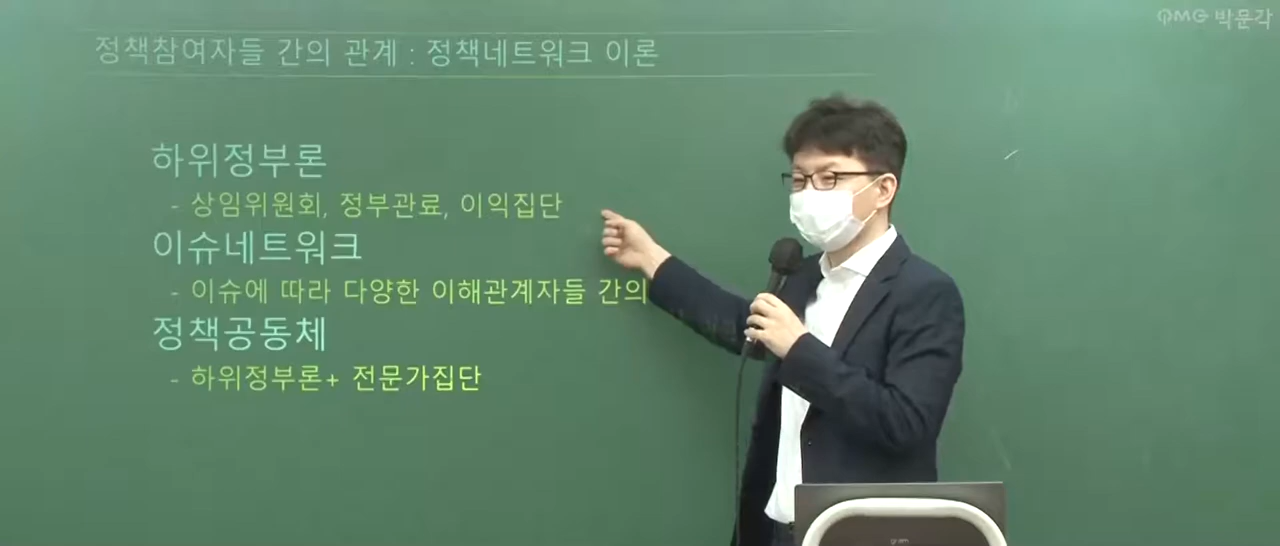 PMG 박문각
정책참여자들 간의 관계 : 정책네트워크 이론
하위정부론
- 상임위원회, 정부관료, 이익집단
이슈네트워크
- 이슈에 따라 다양한 이해관계자들 간의
정책공동체
- 하위정부론+ 전문가집단
gram